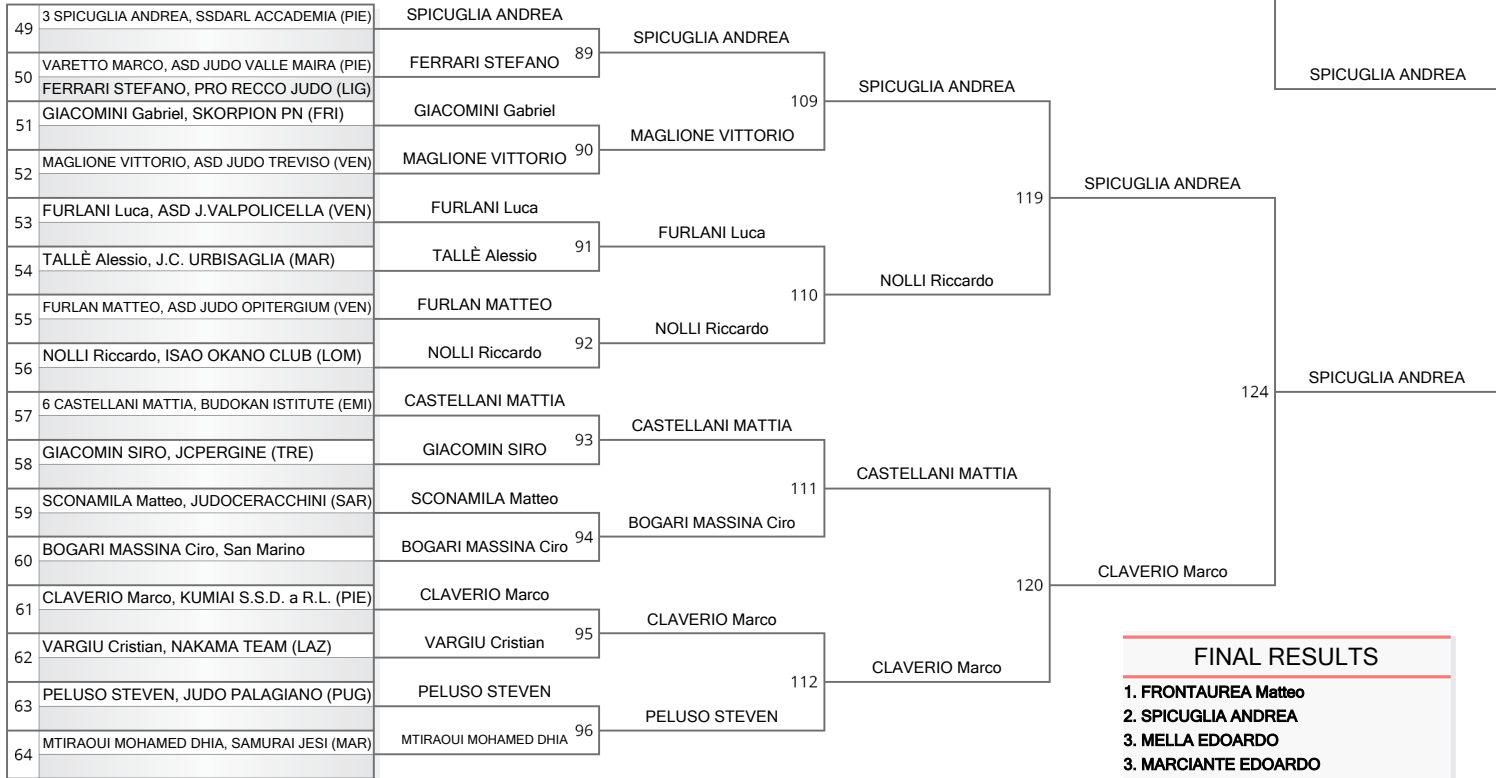 49
3 SPICUGLIA ANDREA, SSDARL ACCADEMIA (PIE)
50
VARETTO MARCO, ASD JUDO VALLE MAIRA (PIE)
FERRARI STEFANO, PRO RECCO JUDO (LIG)
51
GIACOMINI Gabriel, SKORPION PN (FRI)
52
MAGLIONE VITTORIO, ASD JUDO TREVISO (VEN)
53
FURLANI Luca, ASD J.VALPOLICELLA (VEN)
54
TALLÈ Alessio, J.C. URBISAGLIA (MAR)
55
FURLAN MATTEO, ASD JUDO OPITERGIUM (VEN)
56
NOLLI Riccardo, ISAO OKANO CLUB (LOM)
57
6 CASTELLANI MATTIA, BUDOKAN ISTITUTE (EMI)
58
GIACOMIN SIRO, JCPERGINE (TRE)
59
SCONAMILA Matteo, JUDOCERACCHINI (SAR)
60
BOGARI MASSINA Ciro, San Marino
61
CLAVERIO Marco, KUMIAI S.S.D. a R.L. (PIE)
62
VARGIU Cristian, NAKAMA TEAM (LAZ)
63
PELUSO STEVEN, JUDO PALAGIANO (PUG)
64
MTIRAOUI MOHAMED DHIA, SAMURAI JESI (MAR)
SPICUGLIA ANDREA
FERRARI STEFANO
89
GIACOMINI Gabriel
MAGLIONE VITTORIO
90
FURLANI Luca
TALLÈ Alessio
91
FURLAN MATTEO
NOLLI Riccardo
92
CASTELLANI MATTIA
GIACOMIN SIRO
93
SCONAMILA Matteo
BOGARI MASSINA Ciro
94
CLAVERIO Marco
VARGIU Cristian
95
PELUSO STEVEN
MTIRAOUI MOHAMED DHIA
96
SPICUGLIA ANDREA
MAGLIONE VITTORIO
109
FURLANI Luca
NOLLI Riccardo
110
CASTELLANI MATTIA
BOGARI MASSINA Ciro
111
CLAVERIO Marco
PELUSO STEVEN
112
SPICUGLIA ANDREA
NOLLI Riccardo
119
CASTELLANI MATTIA
CLAVERIO Marco
120
SPICUGLIA ANDREA
CLAVERIO Marco
124
SPICUGLIA ANDREA
SPICUGLIA ANDREA
FINAL RESULTS
1. FRONTAUREA Matteo
2. SPICUGLIA ANDREA
3. MELLA EDOARDO
3. MARCIANTE EDOARDO